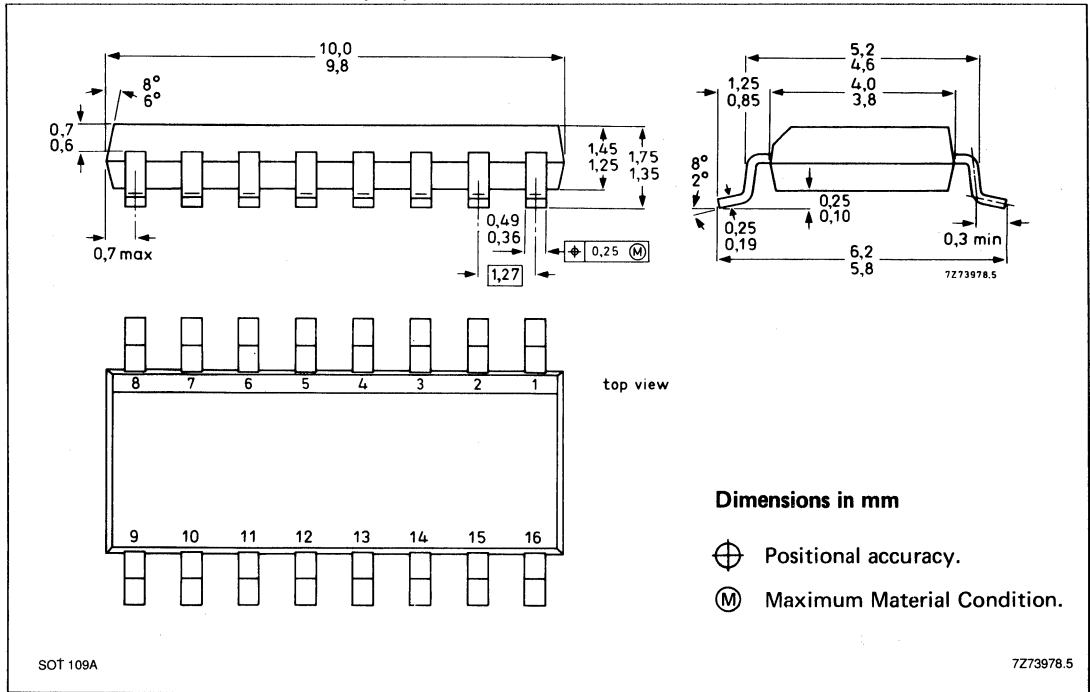 10,0
9,8
8°
6°
0,7
0,6
1,45
1,25
1,75
1,35
0,49
0,36
0,7 max
0,25 Ⓜ
1,27
5,2
4,6
1,25
0,85
4,0
3,8
8°
2°
0,25
0,10
0,25
0,19
0,3 min
6,2
5,8
7Z73978.5
8 7 6 5 4 3 2 1
top view
9 10 11 12 13 14 15 16
Dimensions in mm
Positional accuracy.
Ⓜ Maximum Material Condition.
SOT 109A
7Z73978.5